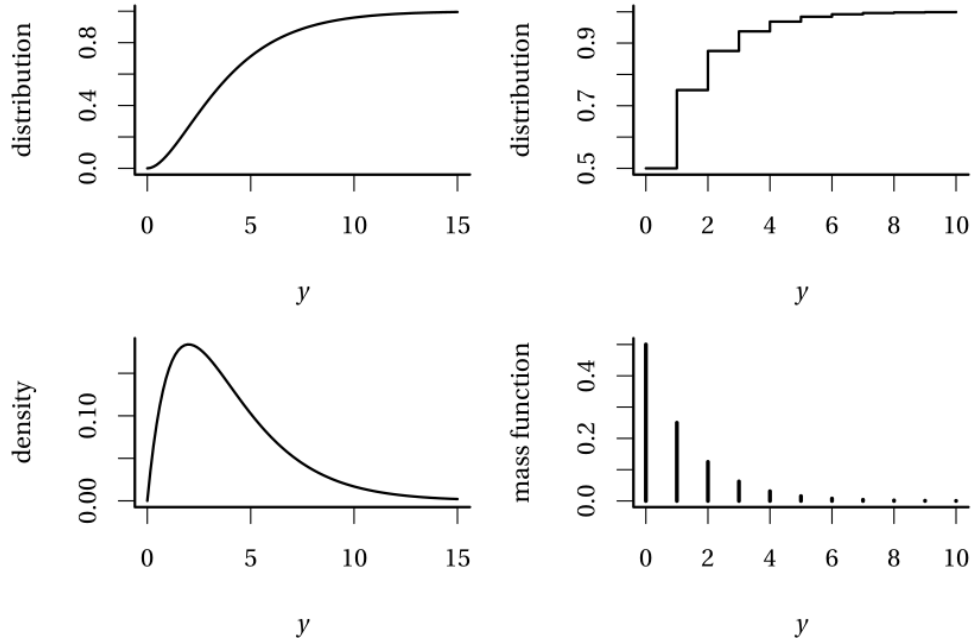 distribution
0.0 0.4 0.8
0 5 10 15
y
distribution
0.5 0.7 0.9
0 2 4 6 8 10
y
density
0.00 0.10
0 5 10 15
y
mass function
0.0 0.2 0.4
0 2 4 6 8 10
y